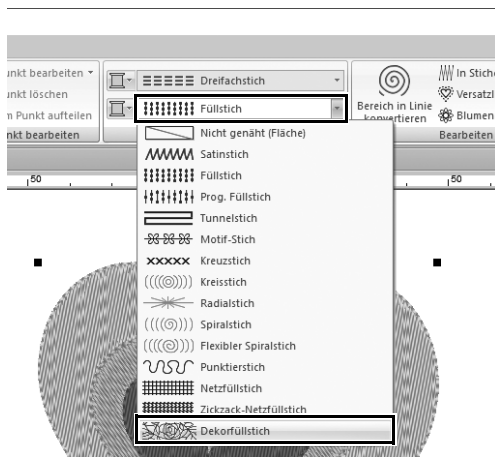 unkt bearbeiten
Dreifachstich
In Stiche
unkt löschen
Versatzl
Füllstich
m Punkt aufteilen
Bereich in Linie
konvertieren
Blumen
nkt bearbeiten
Bearbeiten
Nicht genäht (Fläche)
Satinstich
50
50
Füllstich
Prog. Füllstich
Tunnelstich
Motif-Stich
Kreuzstich
Kreisstich
Radialstich
Spiralstich
Flexibler Spiralstich
Punktierstich
Netzfüllstich
Zickzack-Netzfüllstich
Dekorfüllstich